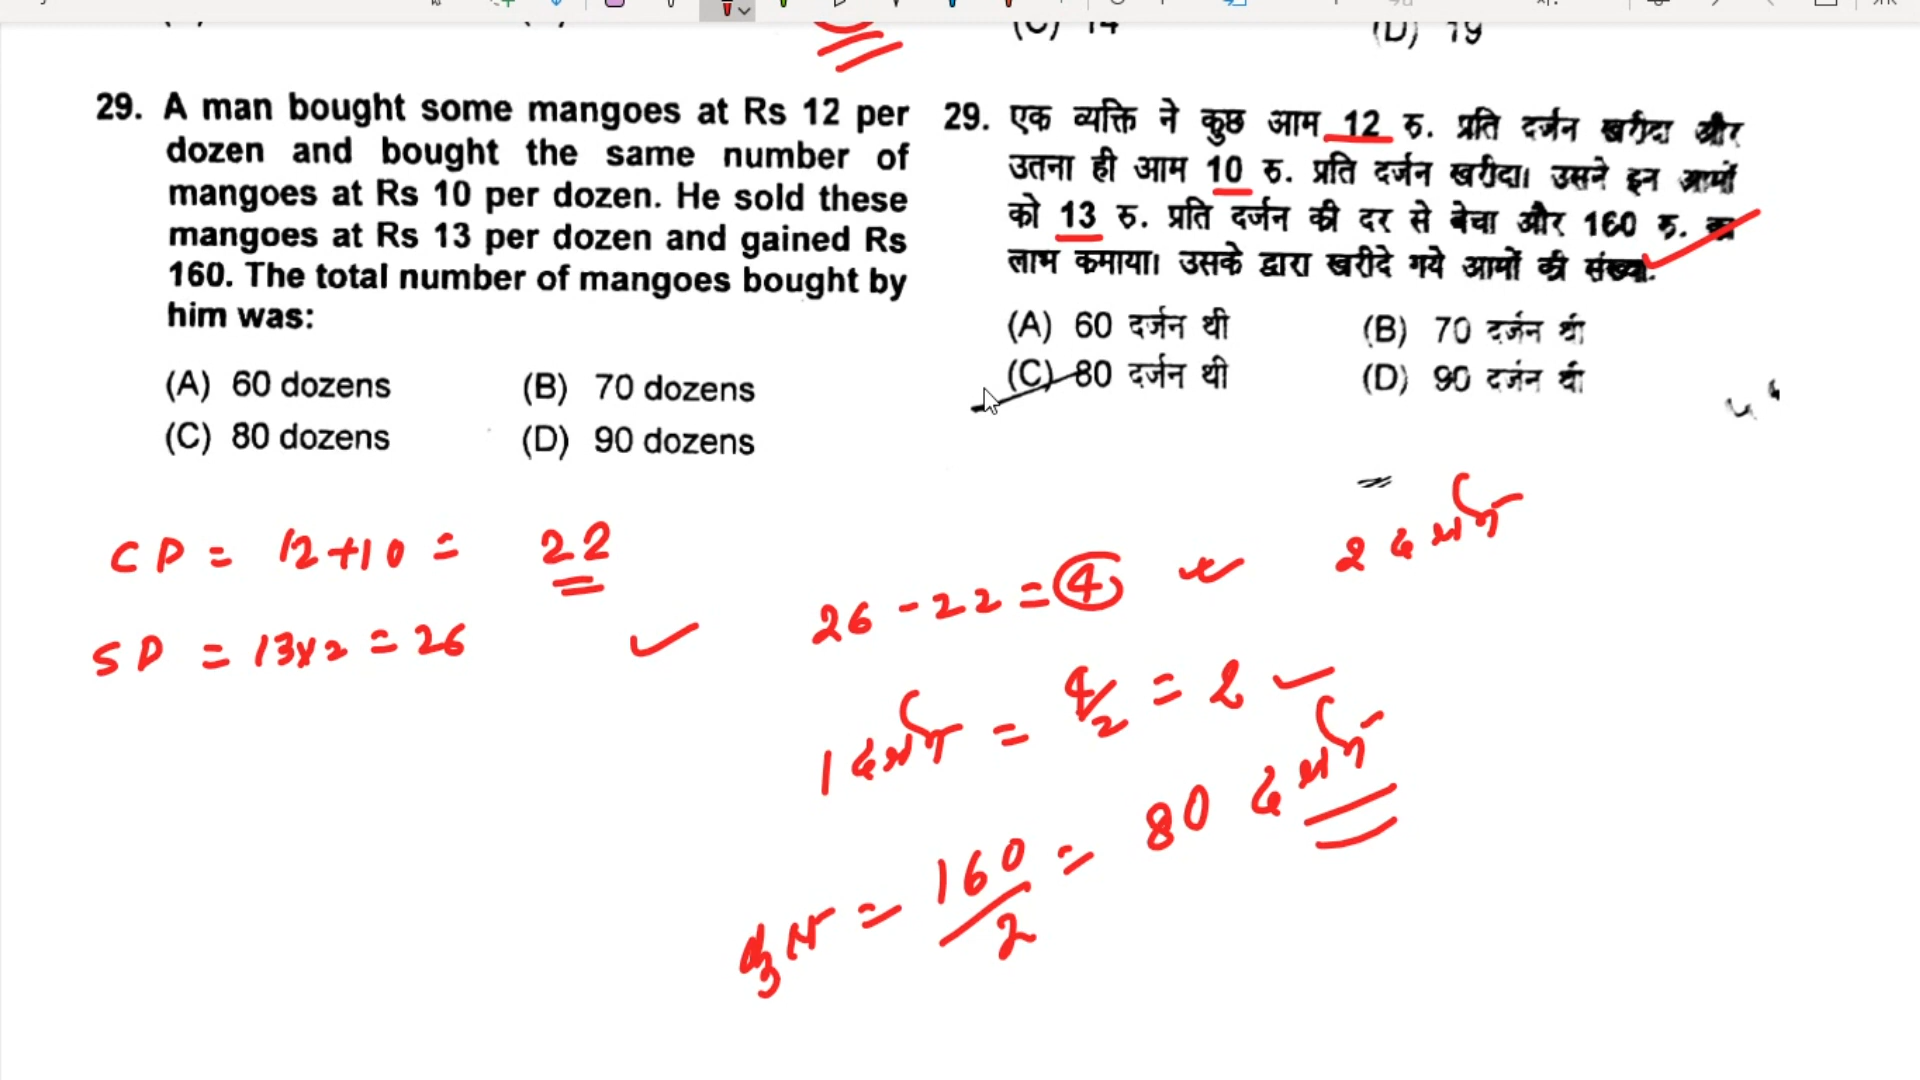 (C) 14
(D) 19
29. A man bought some mangoes at Rs 12 per
dozen and bought the same number of
mangoes at Rs 10 per dozen. He sold these
mangoes at Rs 13 per dozen and gained Rs
160. The total number of mangoes bought by
him was:
(A) 60 dozens
(B) 70 dozens
(C) 80 dozens
(D) 90 dozens
29. एक व्यक्ति ने कुछ आम 12 रु. प्रति दर्जन खरीदा और
उतना ही आम 10 रु. प्रति दर्जन खरीदा। उसने इन आमों
को 13 रु. प्रति दर्जन की दर से बेचा और 160 रु. का
लाभ कमाया। उसके द्वारा खरीदे गये आमों की संख्या.
(A) 60 दर्जन थी
(B) 70 दर्जन थी
(C) 80 दर्जन थी
(D) 90 दर्जन थी
CP = 12+10 = 22
SP = 13x2 = 26
26 - 22 = 4
2 दर्जन
1 दर्जन = 4/2 = 2
कुल = 160/2 = 80 दर्जन